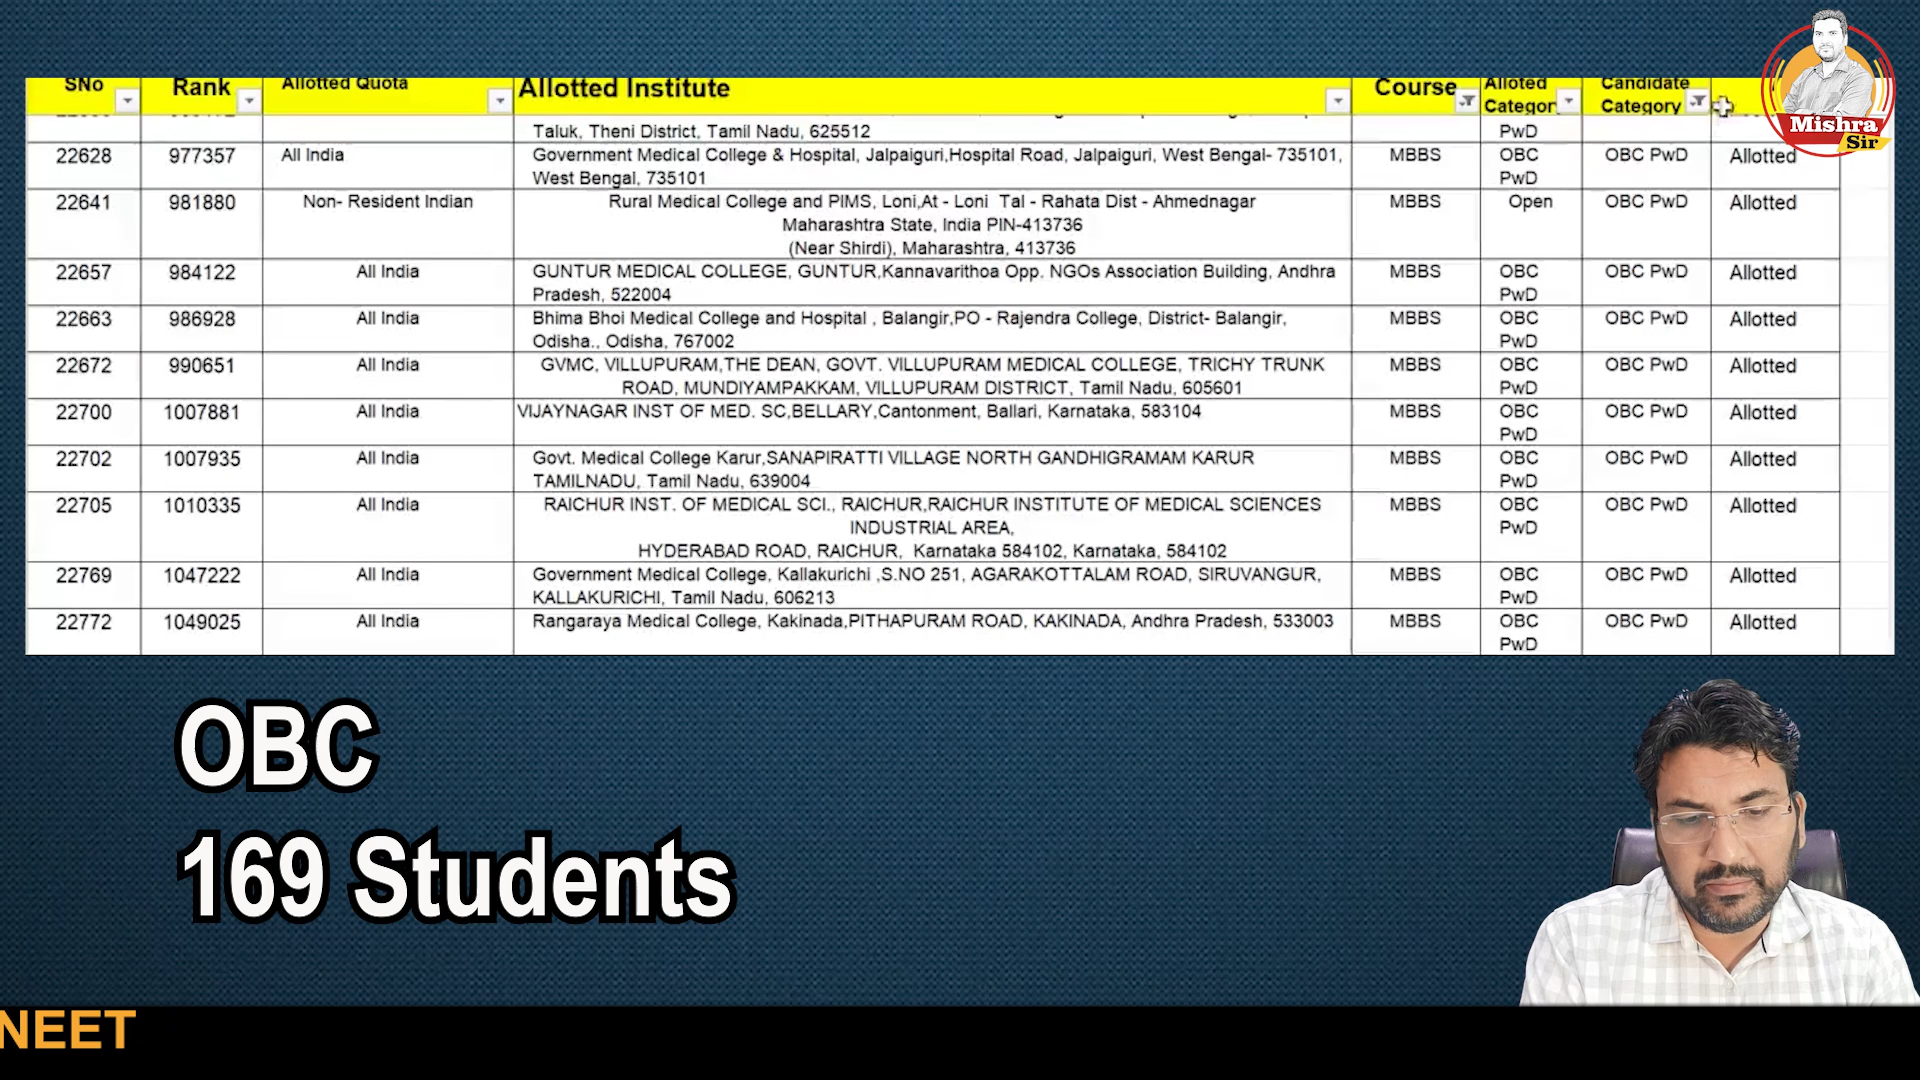 SNo Rank Allotted Quota Allotted Institute Course Alloted Category Candidate Category
Taluk, Theni District, Tamil Nadu, 625512 PwD
22628 977357 All India Government Medical College & Hospital, Jalpaiguri,Hospital Road, Jalpaiguri, West Bengal- 735101, MBBS OBC OBC PwD Allotted
West Bengal, 735101 PwD
22641 981880 Non- Resident Indian Rural Medical College and PIMS, Loni,At - Loni Tal - Rahata Dist - Ahmednagar MBBS Open OBC PwD Allotted
Maharashtra State, India PIN-413736
(Near Shirdi), Maharashtra, 413736
22657 984122 All India GUNTUR MEDICAL COLLEGE, GUNTUR,Kannavarithoa Opp. NGOs Association Building, Andhra MBBS OBC OBC PwD Allotted
Pradesh, 522004 PwD
22663 986928 All India Bhima Bhoi Medical College and Hospital , Balangir,PO - Rajendra College, District- Balangir, MBBS OBC OBC PwD Allotted
Odisha., Odisha, 767002 PwD
22672 990651 All India GVMC, VILLUPURAM,THE DEAN, GOVT. VILLUPURAM MEDICAL COLLEGE, TRICHY TRUNK MBBS OBC OBC PwD Allotted
ROAD, MUNDIYAMPAKKAM, VILLUPURAM DISTRICT, Tamil Nadu, 605601 PwD
22700 1007881 All India VIJAYNAGAR INST OF MED. SC,BELLARY,Cantonment, Ballari, Karnataka, 583104 MBBS OBC OBC PwD Allotted
PwD
22702 1007935 All India Govt. Medical College Karur,SANAPIRATTI VILLAGE NORTH GANDHIGRAMAM KARUR MBBS OBC OBC PwD Allotted
TAMILNADU, Tamil Nadu, 639004 PwD
22705 1010335 All India RAICHUR INST. OF MEDICAL SCI., RAICHUR,RAICHUR INSTITUTE OF MEDICAL SCIENCES MBBS OBC OBC PwD Allotted
INDUSTRIAL AREA, PwD
HYDERABAD ROAD, RAICHUR, Karnataka 584102, Karnataka, 584102
22769 1047222 All India Government Medical College, Kallakurichi ,S.NO 251, AGARAKOTTALAM ROAD, SIRUVANGUR, MBBS OBC OBC PwD Allotted
KALLAKURICHI, Tamil Nadu, 606213 PwD
22772 1049025 All India Rangaraya Medical College, Kakinada,PITHAPURAM ROAD, KAKINADA, Andhra Pradesh, 533003 MBBS OBC OBC PwD Allotted
PwD
Mishra
Sir
OBC
169 Students
NEET